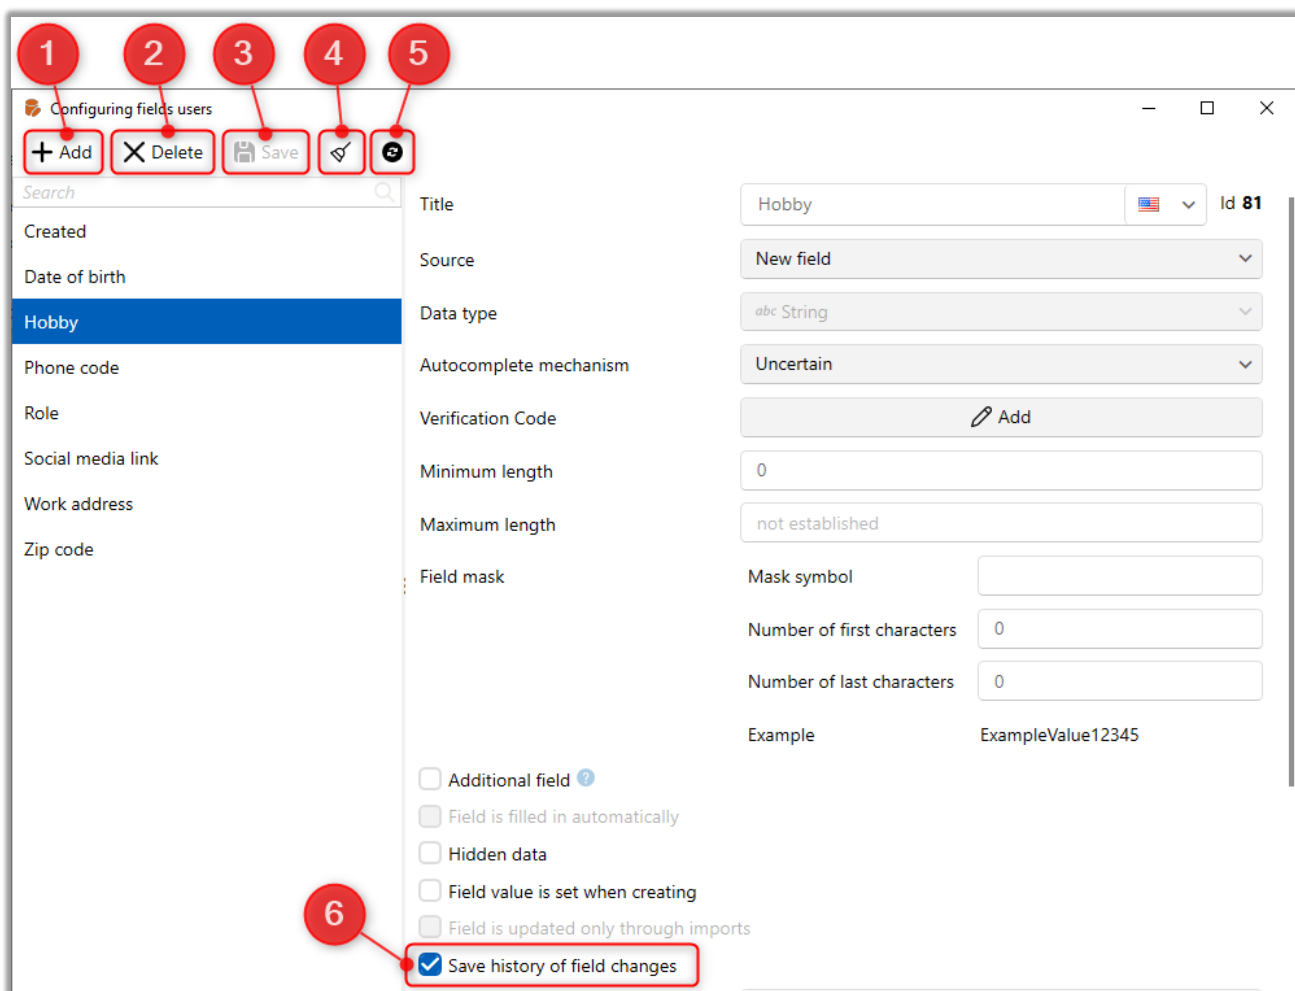 1 2 3 4 5
Configuring fields users
Add Delete Save
Search
Created
Date of birth
Hobby
Phone code
Role
Social media link
Work address
Zip code
Title Hobby Id 81
Source New field
Data type abc String
Autocomplete mechanism Uncertain
Verification Code Add
Minimum length 0
Maximum length not established
Field mask Mask symbol
Number of first characters 0
Number of last characters 0
Example ExampleValue12345
Additional field ?
Field is filled in automatically
Hidden data
Field value is set when creating
6
Field is updated only through imports
Save history of field changes